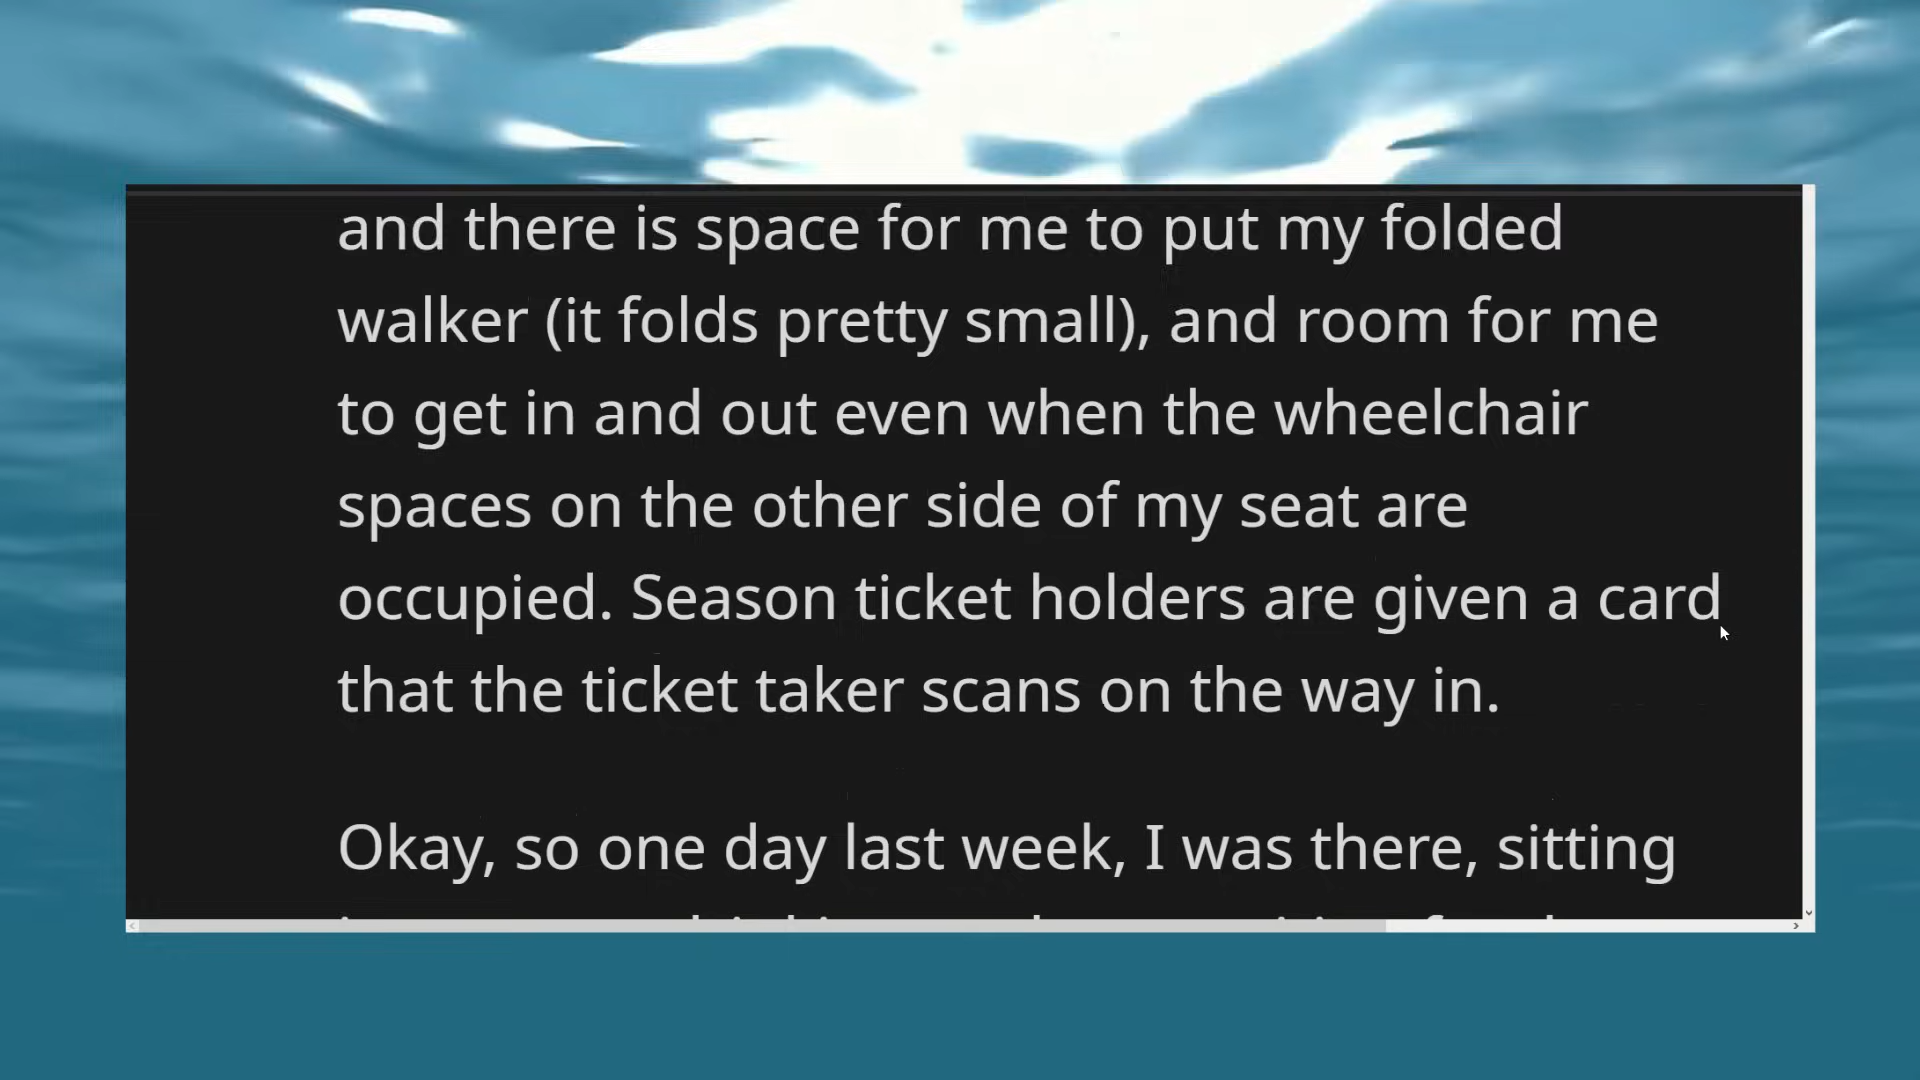 and there is space for me to put my folded
walker (it folds pretty small), and room for me
to get in and out even when the wheelchair
spaces on the other side of my seat are
occupied. Season ticket holders are given a card
that the ticket taker scans on the way in.
Okay, so one day last week, I was there, sitting